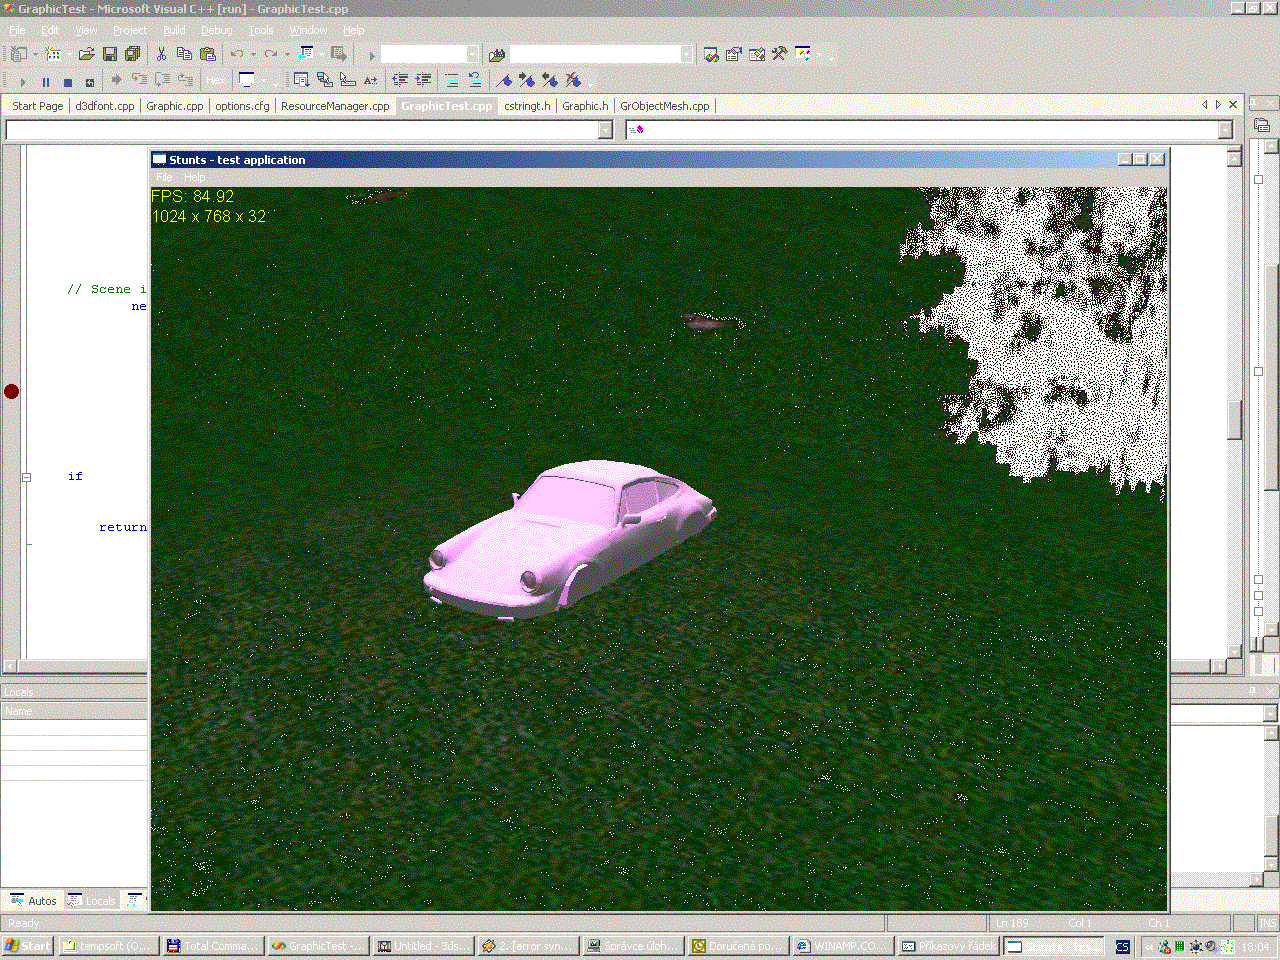 GraphicTest - Microsoft Visual C++ [run] - GraphicTest.cpp
File Edit View Project Build Debug Tools Window Help
Hex
Start Page d3dfont.cpp Graphic.cpp options.cfg ResourceManager.cpp GraphicTest.cpp cstringt.h Graphic.h GrObjectMesh.cpp
Stunts - test application
File Help
FPS: 84.92
1024 x 768 x 32
// Scene i
ne
if
return
Locals
Name
Autos Locals
Ready Ln 189 Col 1 Ch 1 INS
Start tempsoft (O... Total Comma... GraphicTest -... Untitled - 3ds... 2. [error syn... Správce úloh... Doručená po... WINAMP.CO... Příkazový řádek Stunts - tes... CS « 18:04